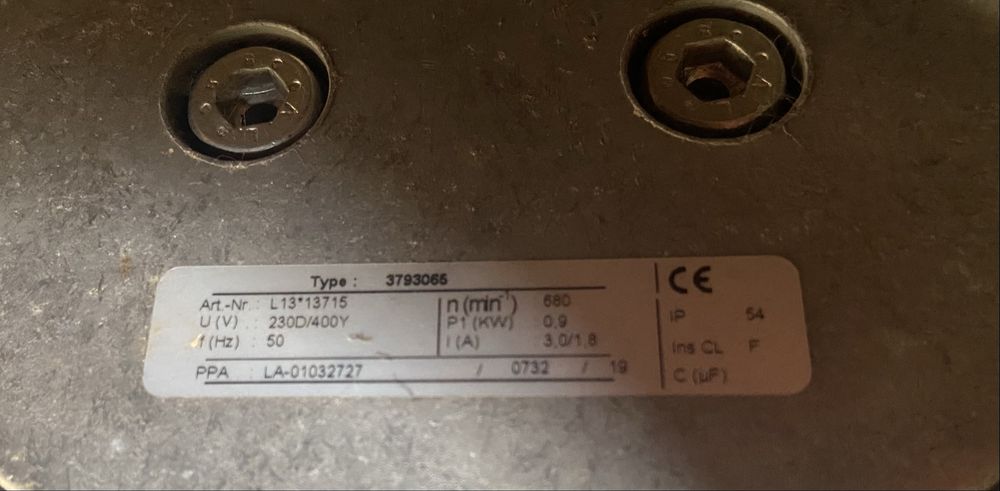 Type : 3793065
CE
Art.-Nr. : L13*13715
n (min⁻¹) 680
U (V) : 230D/400Y
P1 (KW) 0,9
IP 54
f (Hz) : 50
I (A) : 3,0/1,8
Ins CL F
PPA : LA-01032727 / 0732 / 19
C (µF)